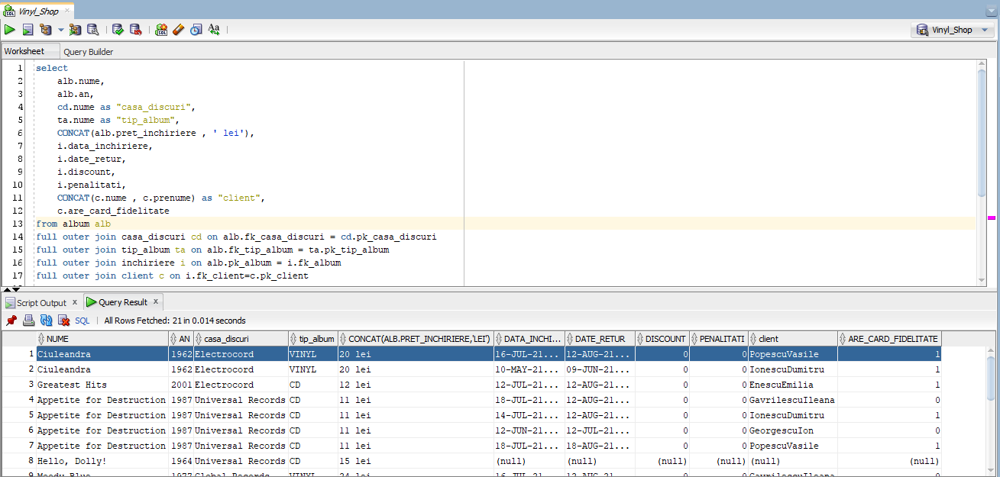 Vinyl_Shop
Vinyl_Shop
Worksheet Query Builder
1 select
2 alb.nume,
3 alb.an,
4 cd.nume as "casa_discuri",
5 ta.nume as "tip_album",
6 CONCAT(alb.pret_inchiriere , ' lei'),
7 i.data_inchiriere,
8 i.date_retur,
9 i.discount,
10 i.penalitati,
11 CONCAT(c.nume , c.prenume) as "client",
12 c.are_card_fidelitate
13 from album alb
14 full outer join casa_discuri cd on alb.fk_casa_discuri = cd.pk_casa_discuri
15 full outer join tip_album ta on alb.fk_tip_album = ta.pk_tip_album
16 full outer join inchiriere i on alb.pk_album = i.fk_album
17 full outer join client c on i.fk_client=c.pk_client
Script Output x Query Result x
SQL | All Rows Fetched: 21 in 0.014 seconds
NUME AN casa_discuri tip_album CONCAT(ALB.PRET_INCHIRIERE,'LEI') DATA_INCHI... DATE_RETUR DISCOUNT PENALITATI client ARE_CARD_FIDELITATE
1 Ciuleandra 1962 Electrocord VINYL 20 lei 16-JUL-21... 12-AUG-21... 0 0 PopescuVasile 1
2 Ciuleandra 1962 Electrocord VINYL 20 lei 10-MAY-21... 09-JUN-21... 0 0 IonescuDumitru 1
3 Greatest Hits 2001 Electrocord CD 12 lei 12-JUL-21... 12-AUG-21... 0 0 EnescuEmilia 1
4 Appetite for Destruction 1987 Universal Records CD 11 lei 18-JUL-21... 12-AUG-21... 0 0 GavrilescuIleana 0
5 Appetite for Destruction 1987 Universal Records CD 11 lei 14-JUL-21... 12-AUG-21... 0 0 IonescuDumitru 1
6 Appetite for Destruction 1987 Universal Records CD 11 lei 12-JUN-21... 12-JUL-21... 0 0 GeorgescuIon 0
7 Appetite for Destruction 1987 Universal Records CD 11 lei 18-JUL-21... 18-AUG-21... 0 0 PopescuVasile 1
8 Hello, Dolly! 1964 Universal Records CD 15 lei (null) (null) (null) (null) (null) (null)
9 Moody Blue 1977 Global Records VINYL 24 lei 16-JUL-21... 12-AUG-21... 0 0 GavrilescuIleana 0